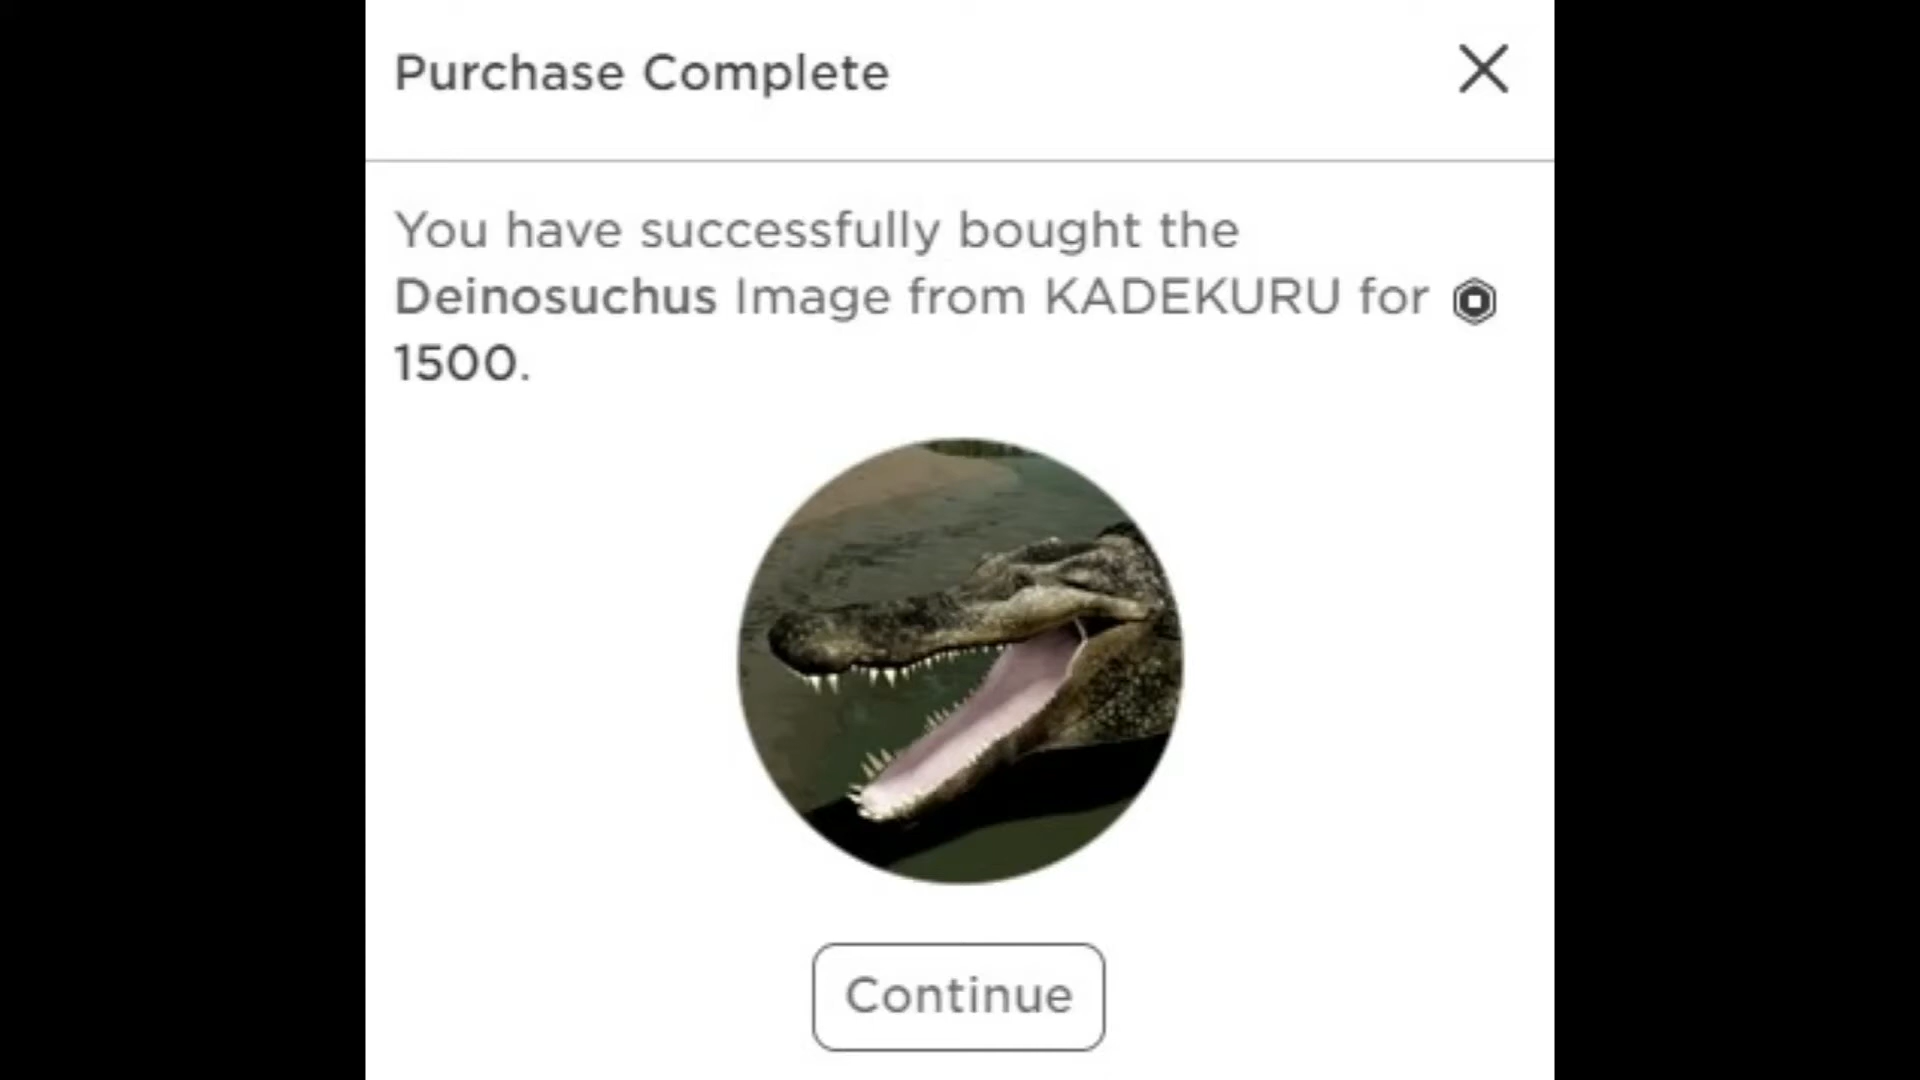 Purchase Complete
You have successfully bought the
Deinosuchus Image from KADEKURU for
1500.
Continue